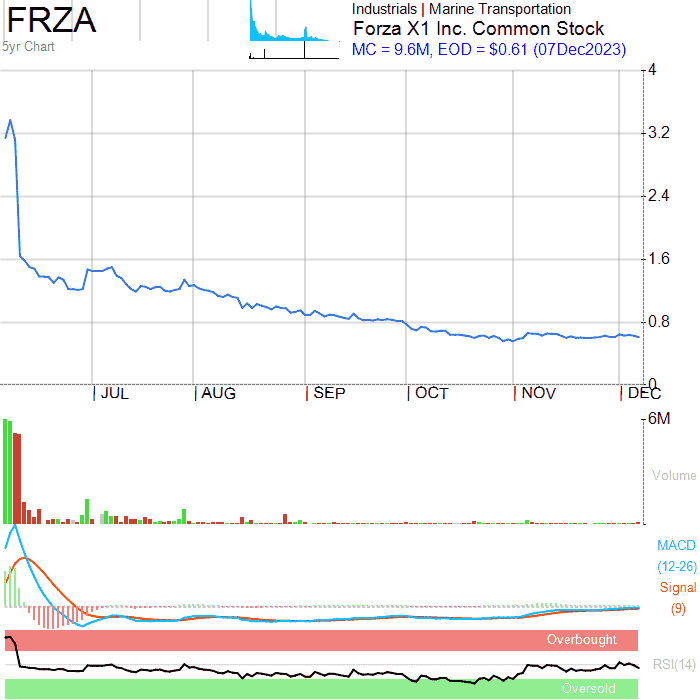 FRZA
5yr Chart
Industrials | Marine Transportation
Forza X1 Inc. Common Stock
MC = 9.6M, EOD = $0.61 (07Dec2023)
4
3.2
2.4
1.6
0.8
0
JUL AUG SEP OCT NOV DEC
6M
Volume
MACD
(12-26)
Signal
(9)
Overbought
RSI(14)
Oversold